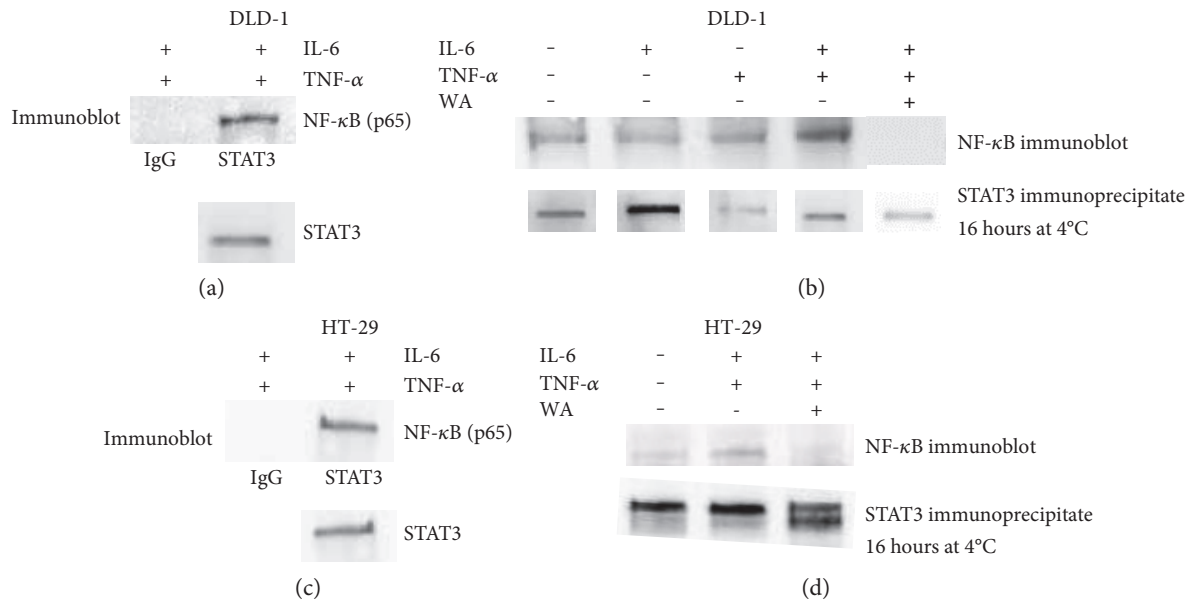 DLD-1
+ + IL-6
+ + TNF-α
Immunoblot NF-κB (p65)
IgG STAT3
STAT3
(a)
DLD-1
IL-6 – + – + +
TNF-α – – + + +
WA – – – – +
NF-κB immunoblot
STAT3 immunoprecipitate
16 hours at 4°C
(b)
HT-29
+ + IL-6
+ + TNF-α
Immunoblot NF-κB (p65)
IgG STAT3
STAT3
(c)
HT-29
IL-6 – + +
TNF-α – + +
WA – - +
NF-κB immunoblot
STAT3 immunoprecipitate
16 hours at 4°C
(d)